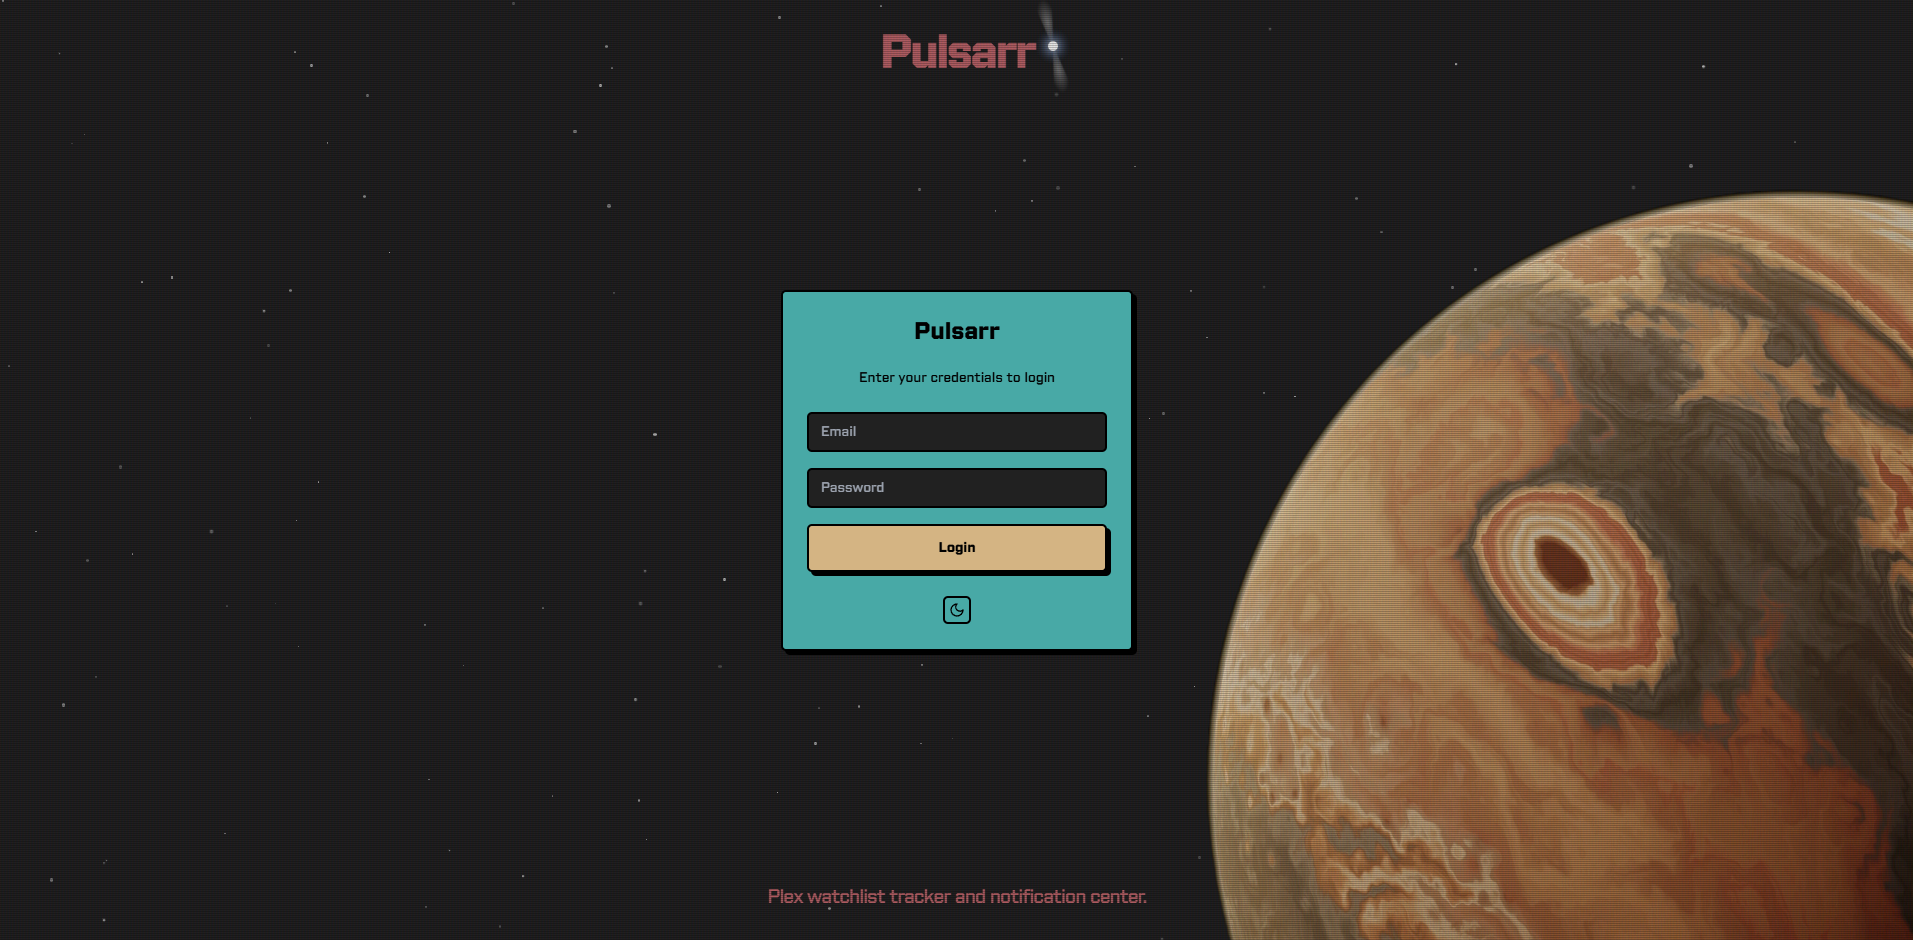 Pulsarr
Pulsarr
Enter your credentials to login
Email
Password
Login
Plex watchlist tracker and notification center.